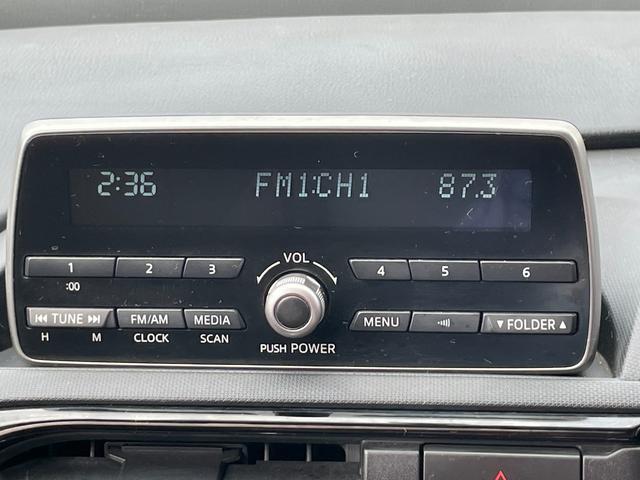 2:36 FM1:CH1 87.3
VOL
1 2 3 4 5 6
:00
TUNE FM/AM MEDIA MENU FOLDER
H M CLOCK SCAN PUSH POWER